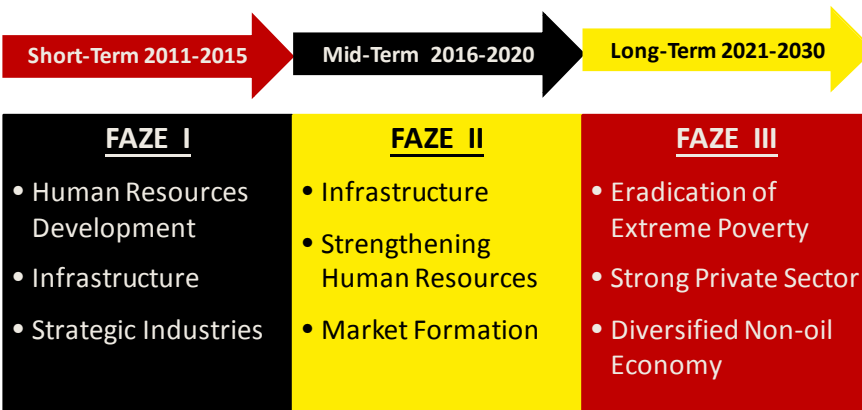 Short-Term 2011-2015
Mid-Term 2016-2020
Long-Term 2021-2030
FAZE I
• Human Resources
Development
• Infrastructure
• Strategic Industries
FAZE II
• Infrastructure
• Strengthening
Human Resources
• Market Formation
FAZE III
• Eradication of
Extreme Poverty
• Strong Private Sector
• Diversified Non-oil
Economy